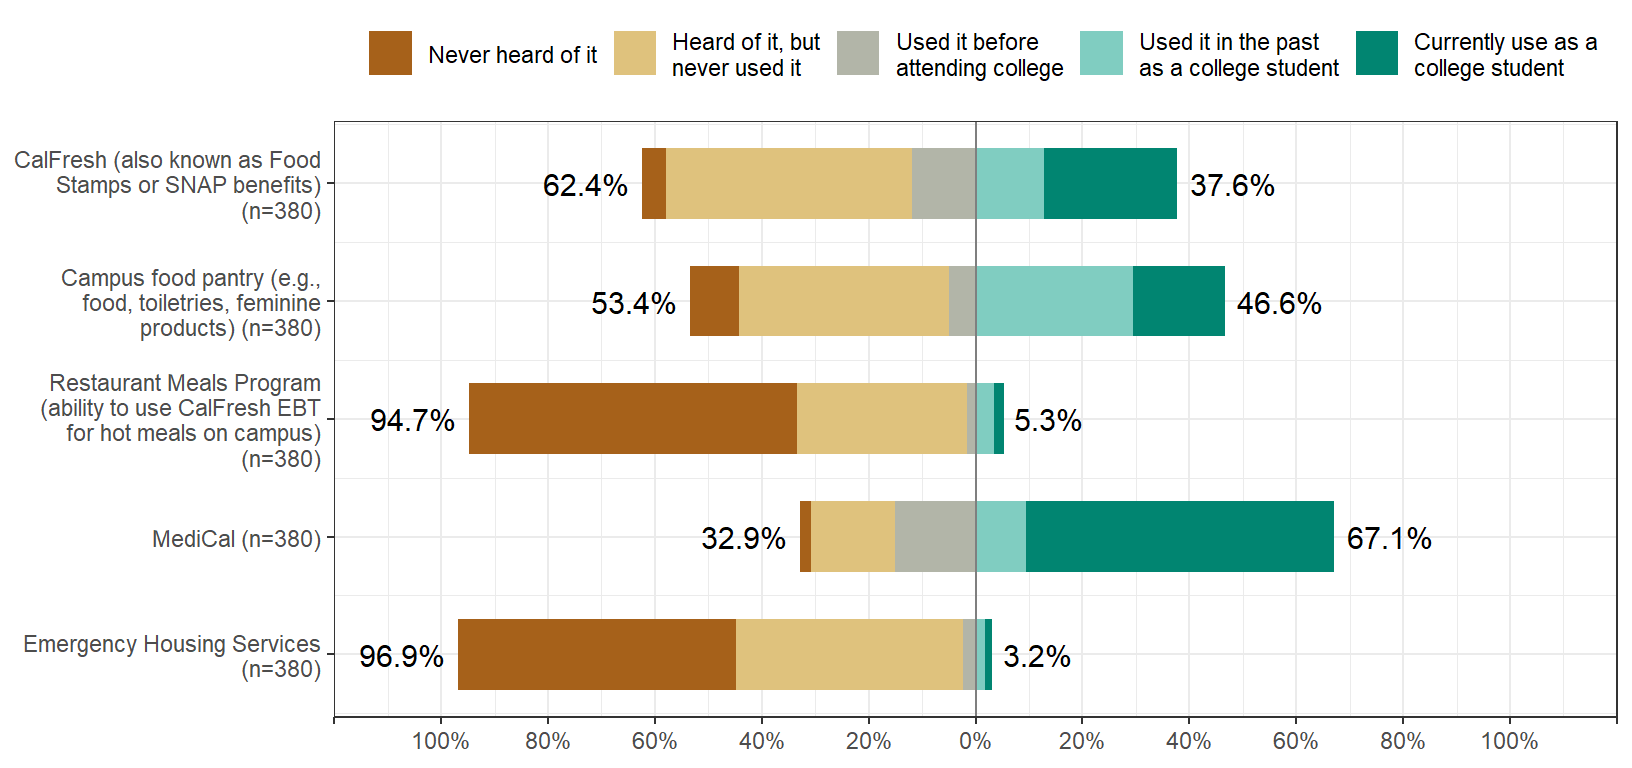 Never heard of it
Heard of it, but
never used it
Used it before
attending college
Used it in the past
as a college student
Currently use as a
college student
CalFresh (also known as Food
Stamps or SNAP benefits)
(n=380)
62.4%
37.6%
Campus food pantry (e.g.,
food, toiletries, feminine
products) (n=380)
53.4%
46.6%
Restaurant Meals Program
(ability to use CalFresh EBT
for hot meals on campus)
(n=380)
94.7%
5.3%
MediCal (n=380)
32.9%
67.1%
Emergency Housing Services
(n=380)
96.9%
3.2%
100% 80% 60% 40% 20% 0% 20% 40% 60% 80% 100%